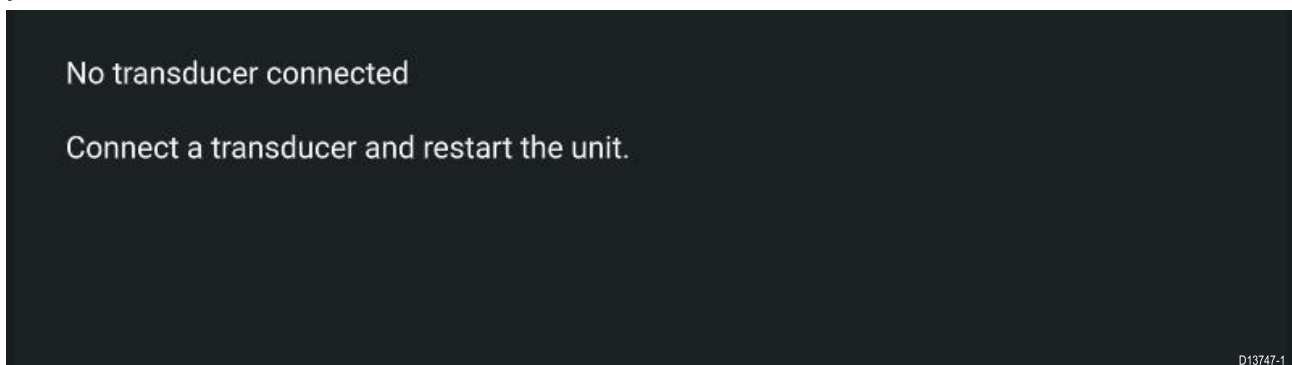 No transducer connected
Connect a transducer and restart the unit.
D13747-1